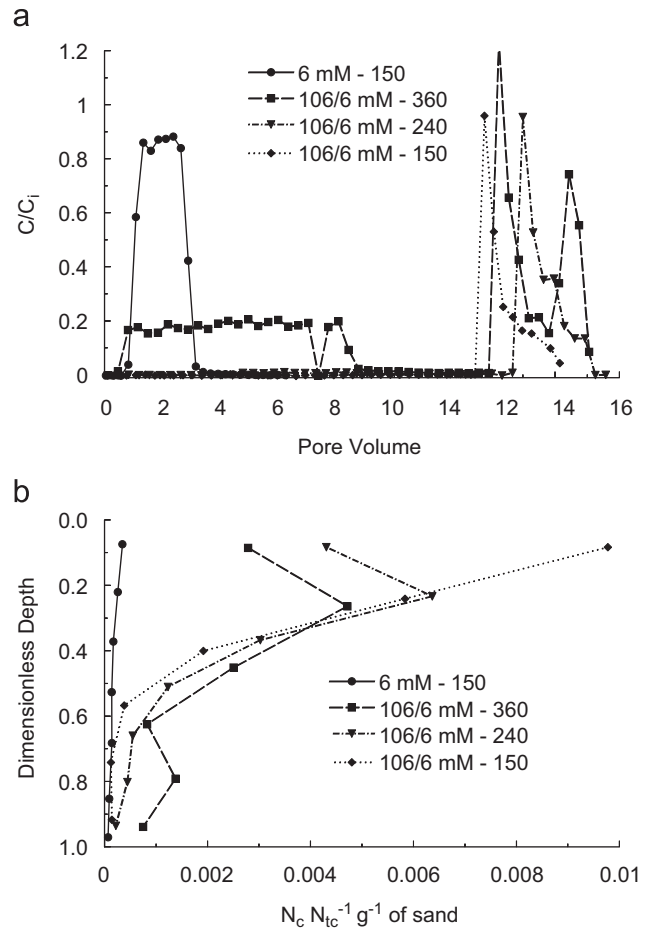 a
1.2
1
0.8
0.6
0.4
0.2
0
C/Ci
6 mM - 150
106/6 mM - 360
106/6 mM - 240
106/6 mM - 150
0 2 4 6 8 10 14 12 14 16
Pore Volume
b
0.0
0.2
0.4
0.6
0.8
1.0
Dimensionless Depth
6 mM - 150
106/6 mM - 360
106/6 mM - 240
106/6 mM - 150
0 0.002 0.004 0.006 0.008 0.01
Nc Ntc⁻¹ g⁻¹ of sand